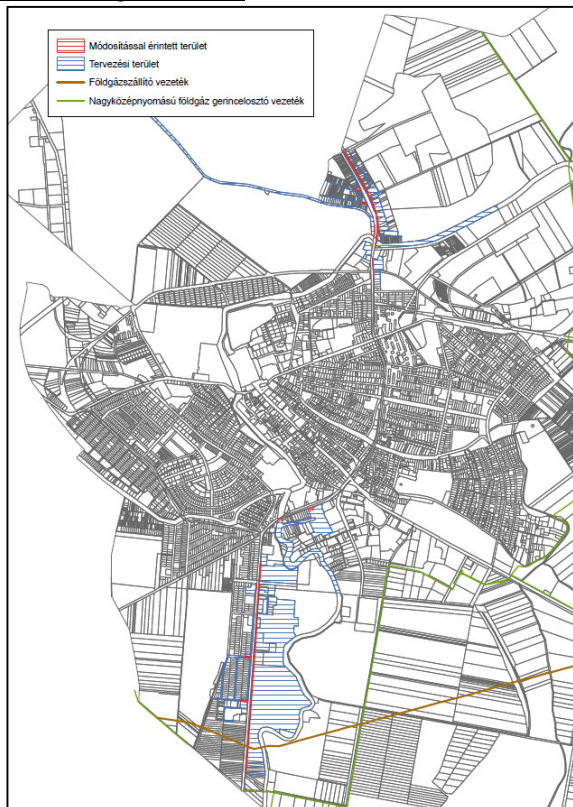 Módosítással érintett terület
Tervezési terület
Földgázszállító vezeték
Nagyközépnyomású földgáz gerincelosztó vezeték